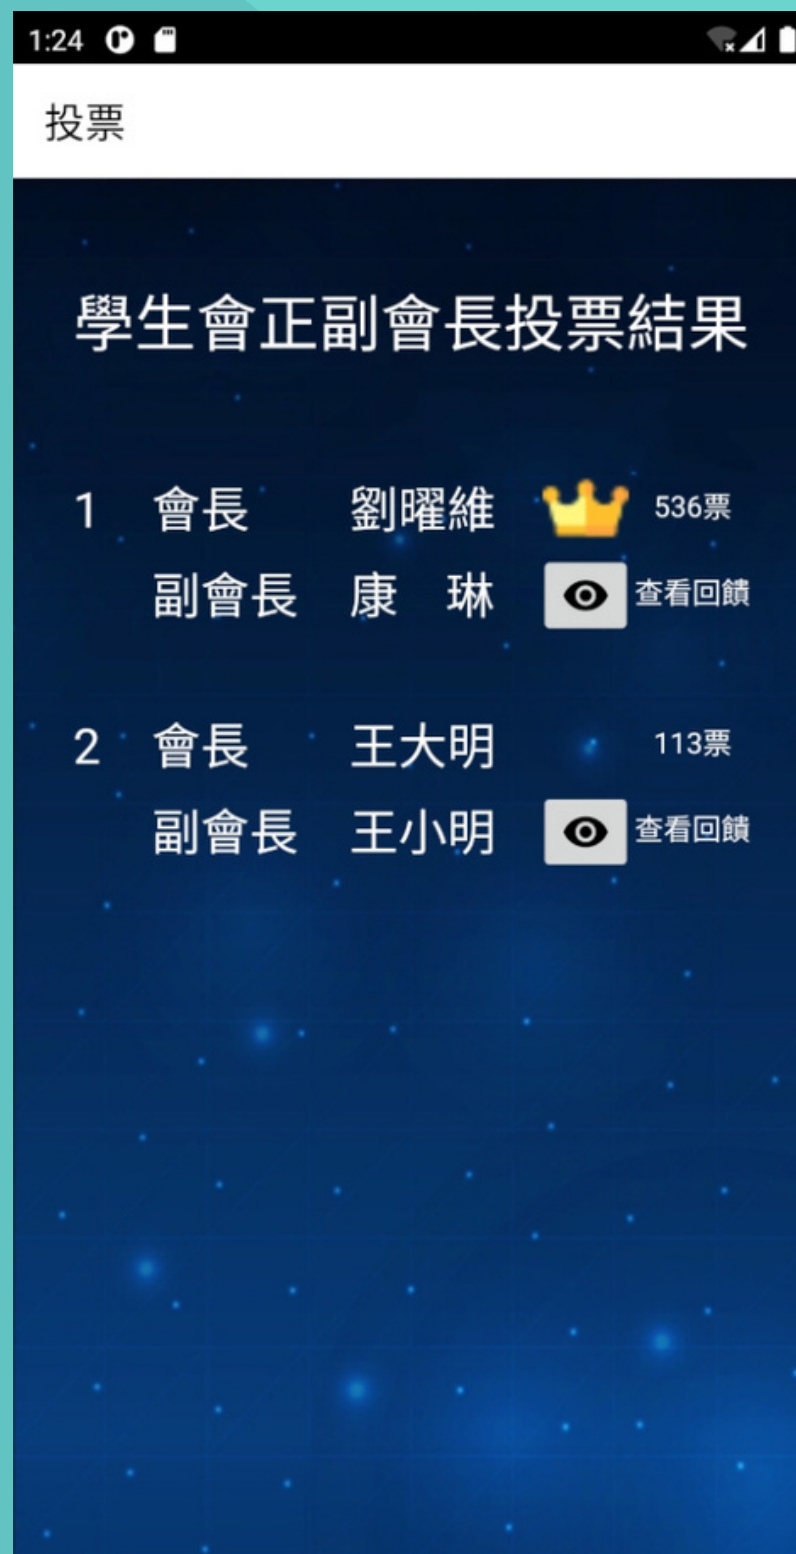 1:24
投票
學生會正副會長投票結果
1 會長 劉曜維 536票
副會長 康 琳 查看回饋
2 會長 王大明 113票
副會長 王小明 查看回饋